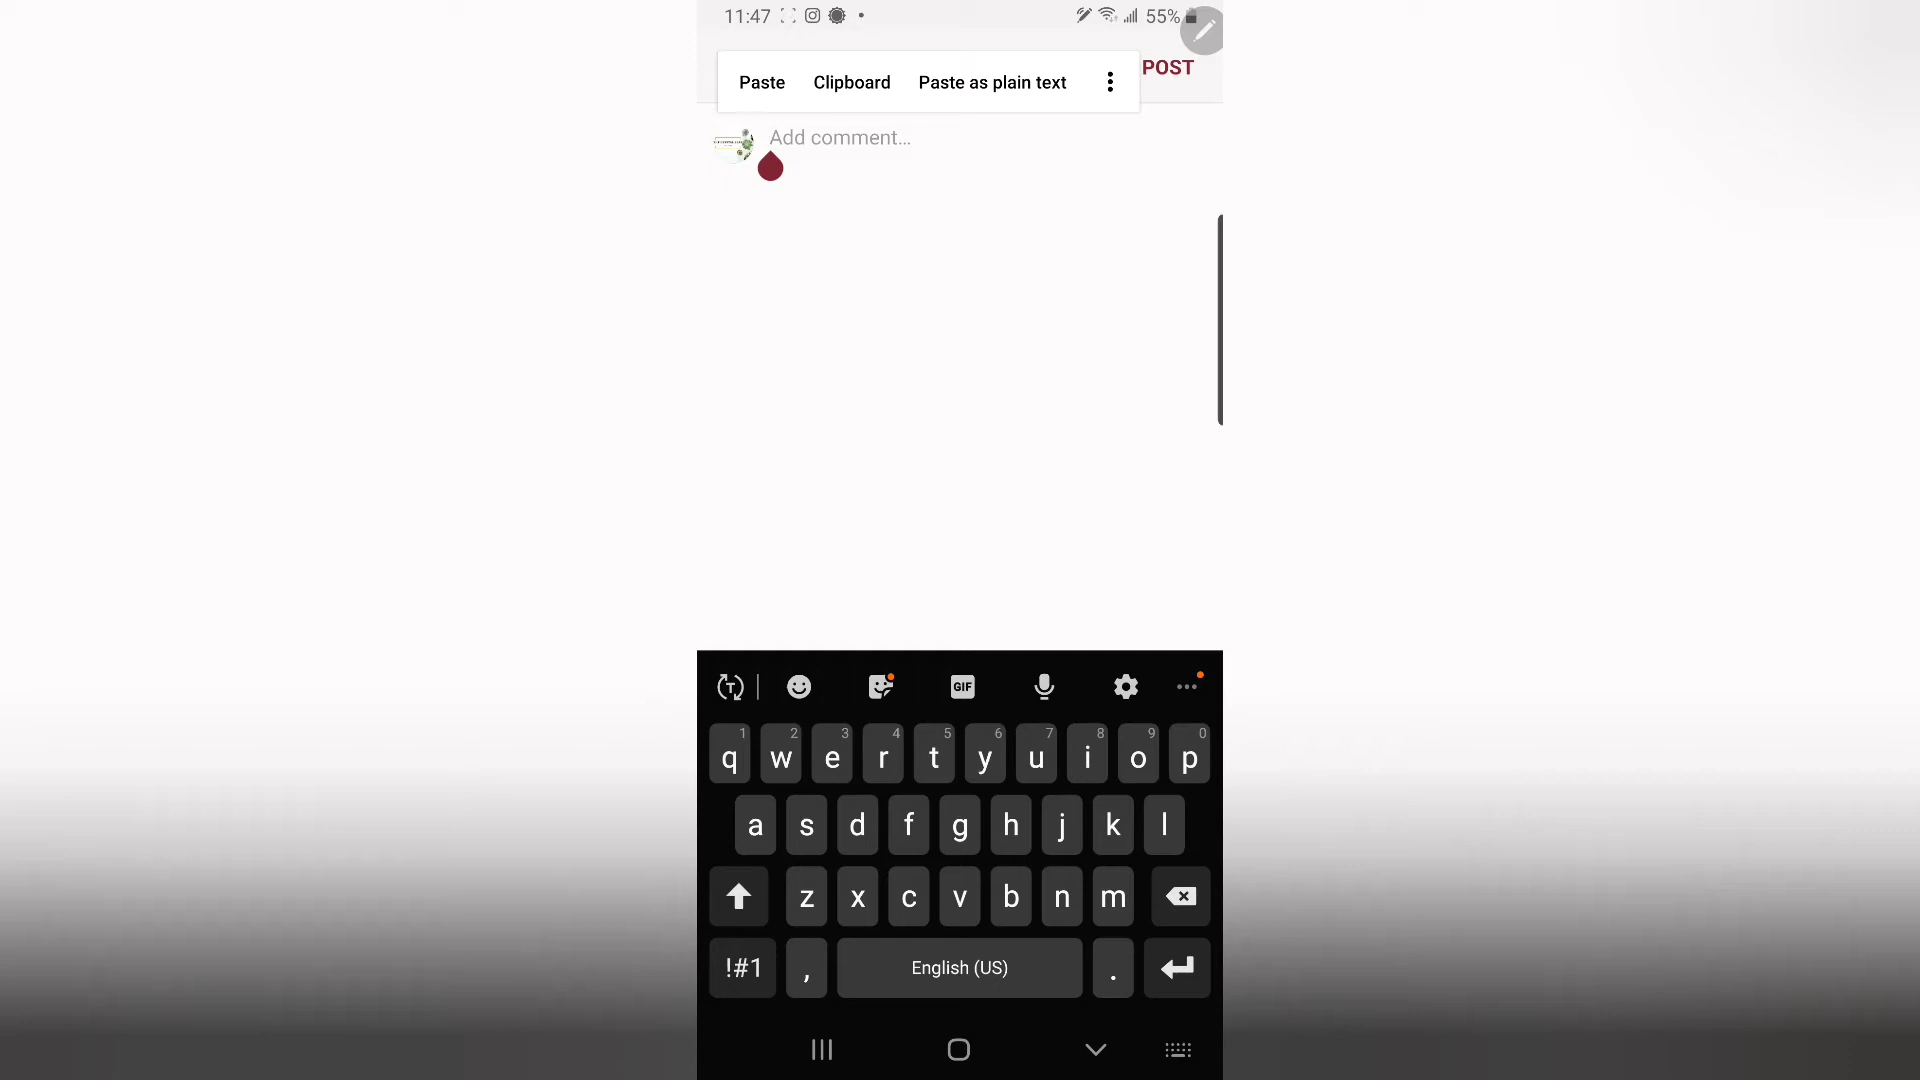 11:47 55%
POST
Paste Clipboard Paste as plain text
Add comment...
GIF
1 2 3 4 5 6 7 8 9 0
q w e r t y u i o p
a s d f g h j k l
z x c v b n m
!#1 , English (US) .